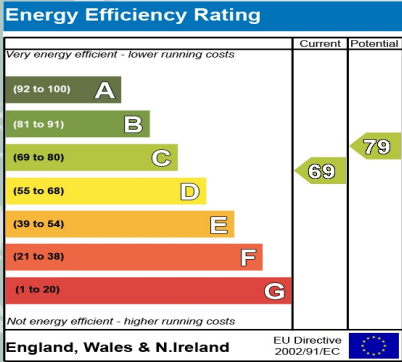 Energy Efficiency Rating
Current Potential
Very energy efficient - lower running costs
(92 to 100) A
(81 to 91) B
(69 to 80) C
(55 to 68) D
(39 to 54) E
(21 to 38) F
(1 to 20) G
79
69
Not energy efficient - higher running costs
England, Wales & N.Ireland
EU Directive
2002/91/EC